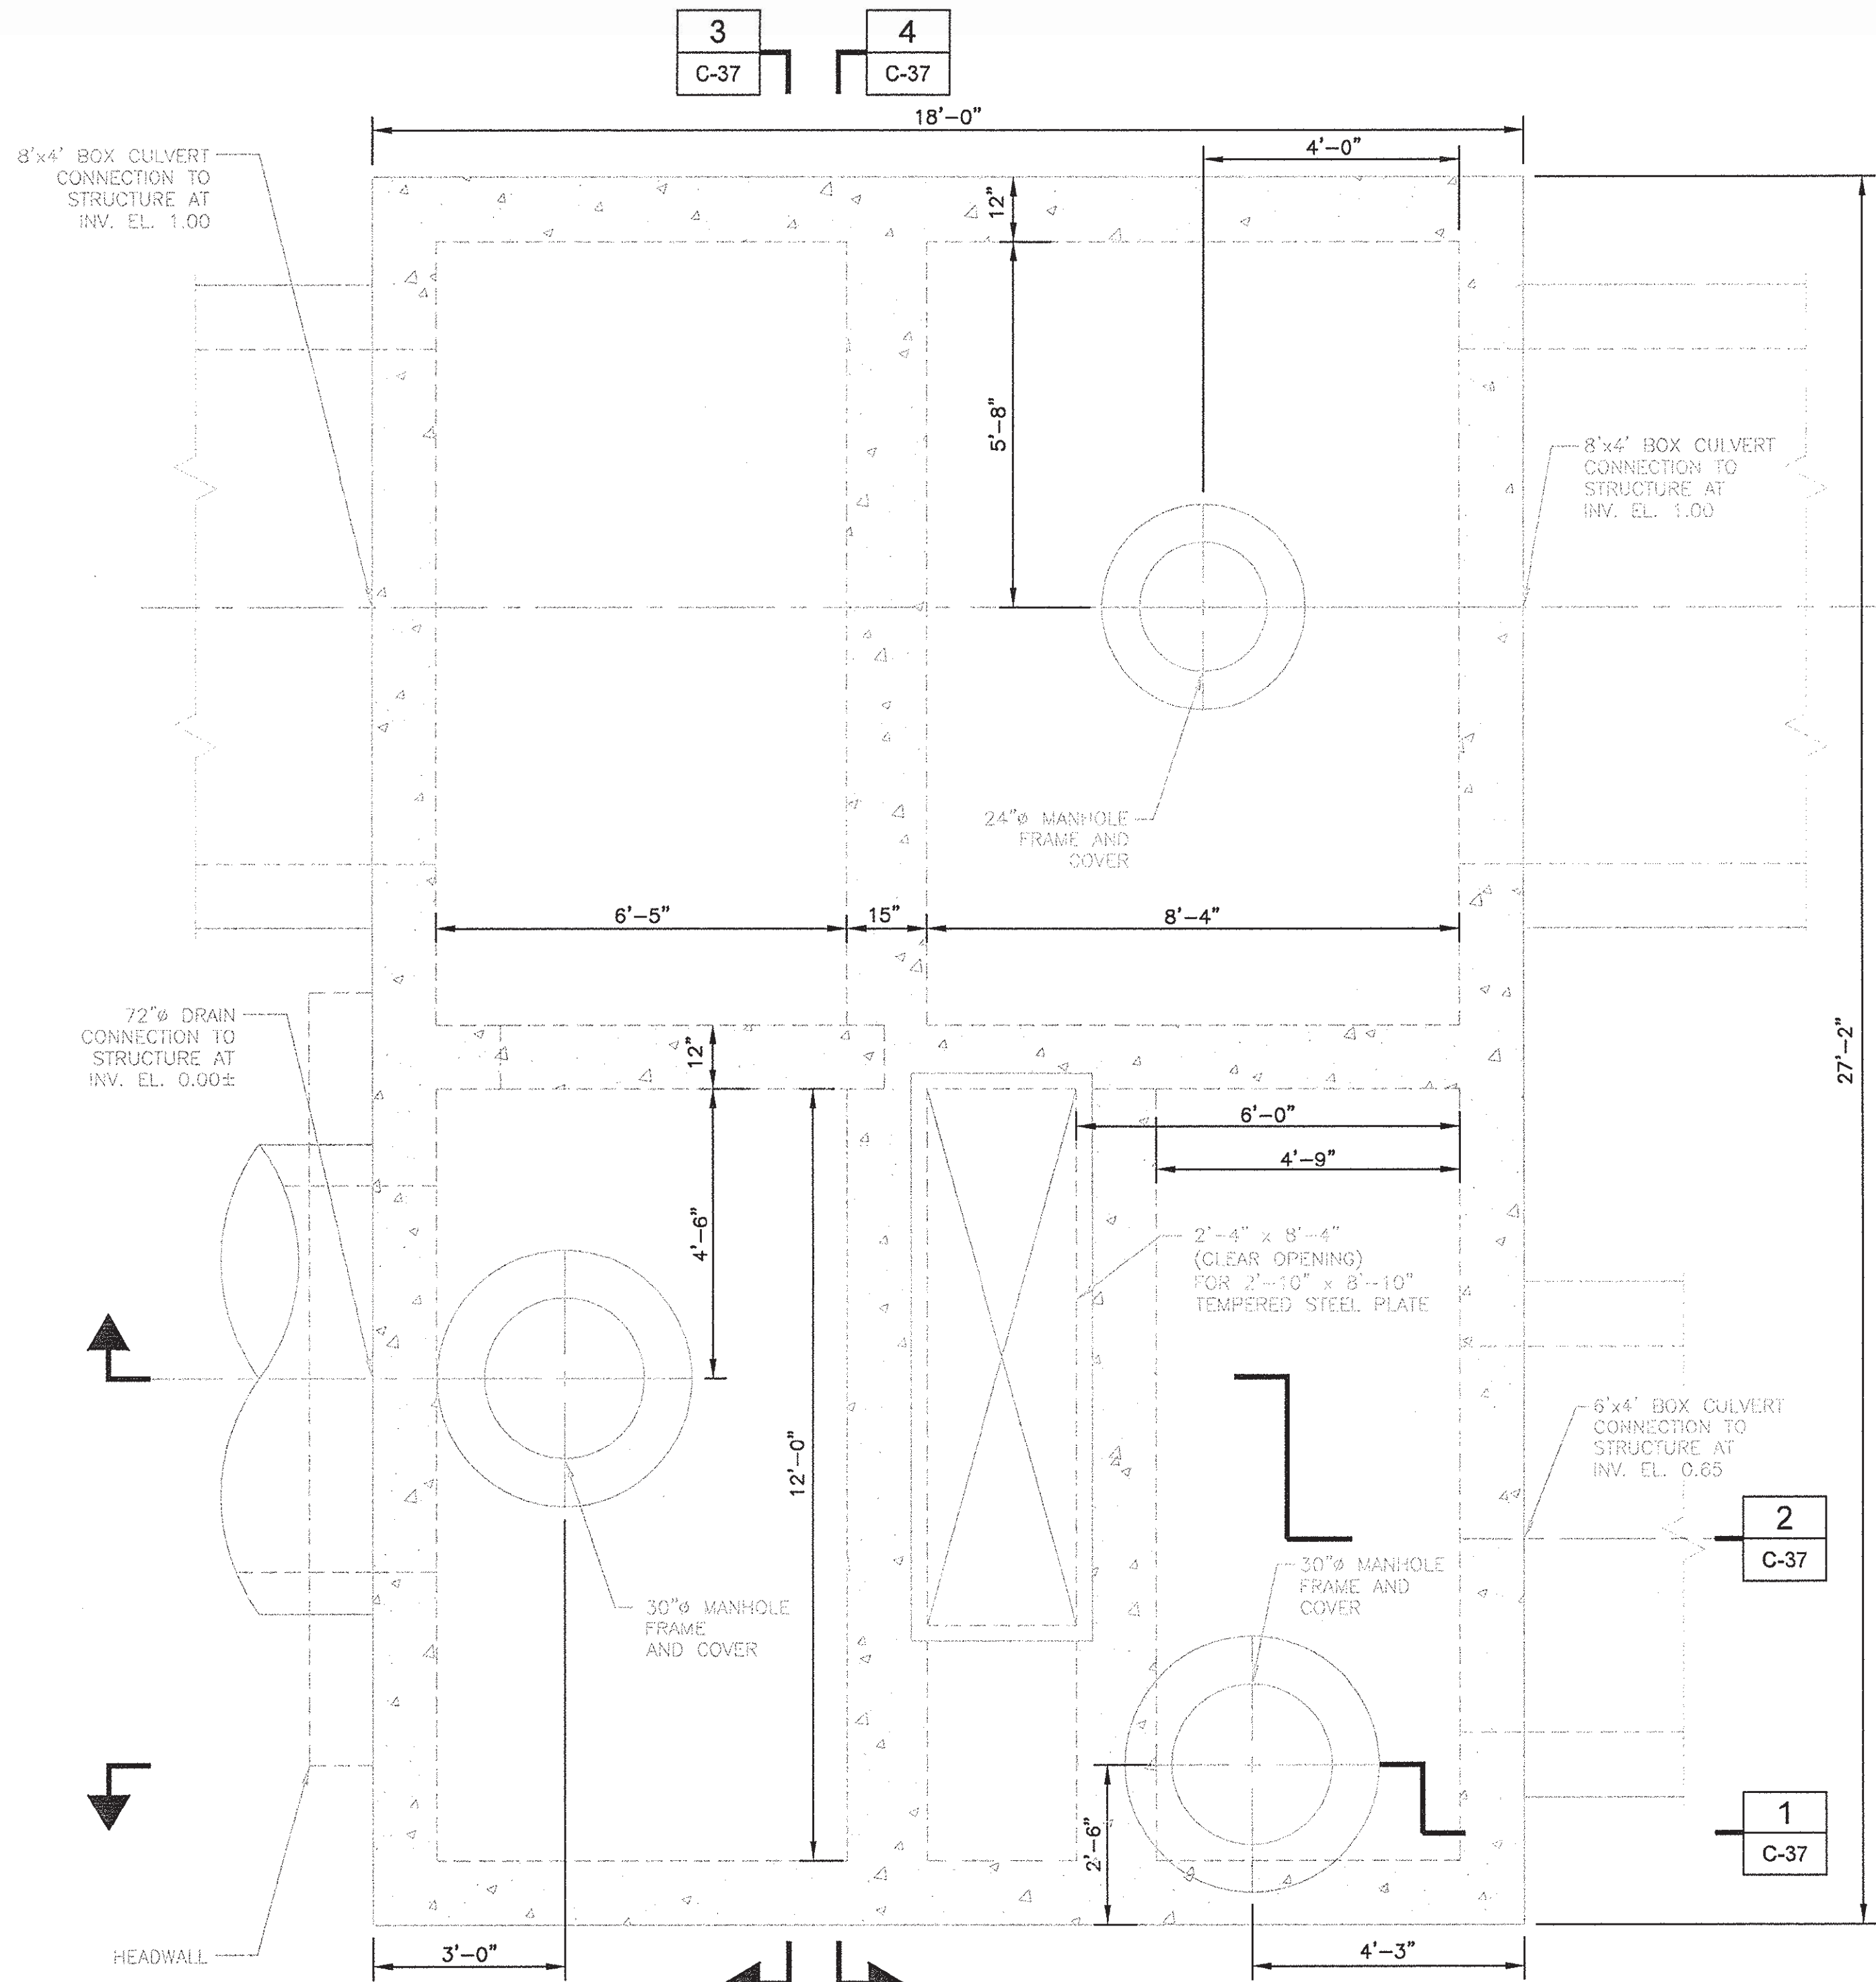 3
C-37
4
C-37
18'-0"
4'-0"
8'x4' BOX CULVERT
CONNECTION TO
STRUCTURE AT
INV. EL. 1.00
12"
5'-8"
8'x4' BOX CULVERT
CONNECTION TO
STRUCTURE AT
INV. EL. 1.00
24"ø MANHOLE
FRAME AND
COVER
6'-5"
15"
8'-4"
72"ø DRAIN
CONNECTION TO
STRUCTURE AT
INV. EL. 0.00±
12"
27'-2"
6'-0"
4'-9"
4'-6"
2'-4" x 8'-4"
(CLEAR OPENING)
FOR 2'-10" x 8'-10"
TEMPERED STEEL PLATE
12'-0"
6'x4' BOX CULVERT
CONNECTION TO
STRUCTURE AT
INV. EL. 0.65
2
C-37
30"ø MANHOLE
FRAME AND
COVER
30"ø MANHOLE
FRAME
AND COVER
2'-6"
1
C-37
HEADWALL
3'-0"
4'-3"